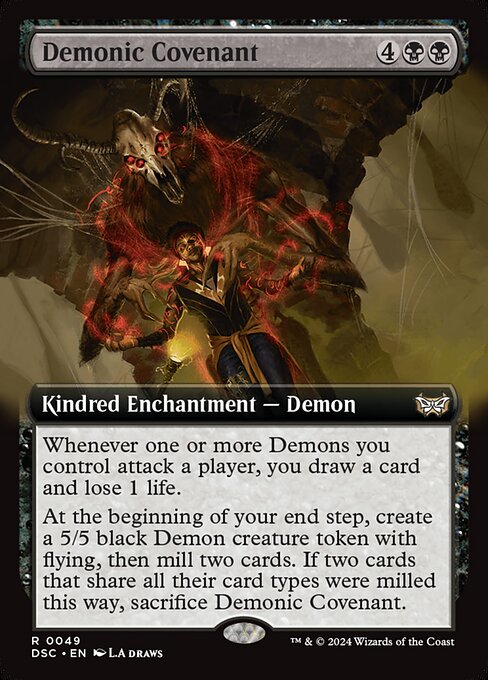 Demonic Covenant 4
Kindred Enchantment — Demon
Whenever one or more Demons you
control attack a player, you draw a card
and lose 1 life.
At the beginning of your end step, create
a 5/5 black Demon creature token with
flying, then mill two cards. If two cards
that share all their card types were milled
this way, sacrifice Demonic Covenant.
R 0049
DSC • EN L.A DRAWS
™ & © 2024 Wizards of the Coast